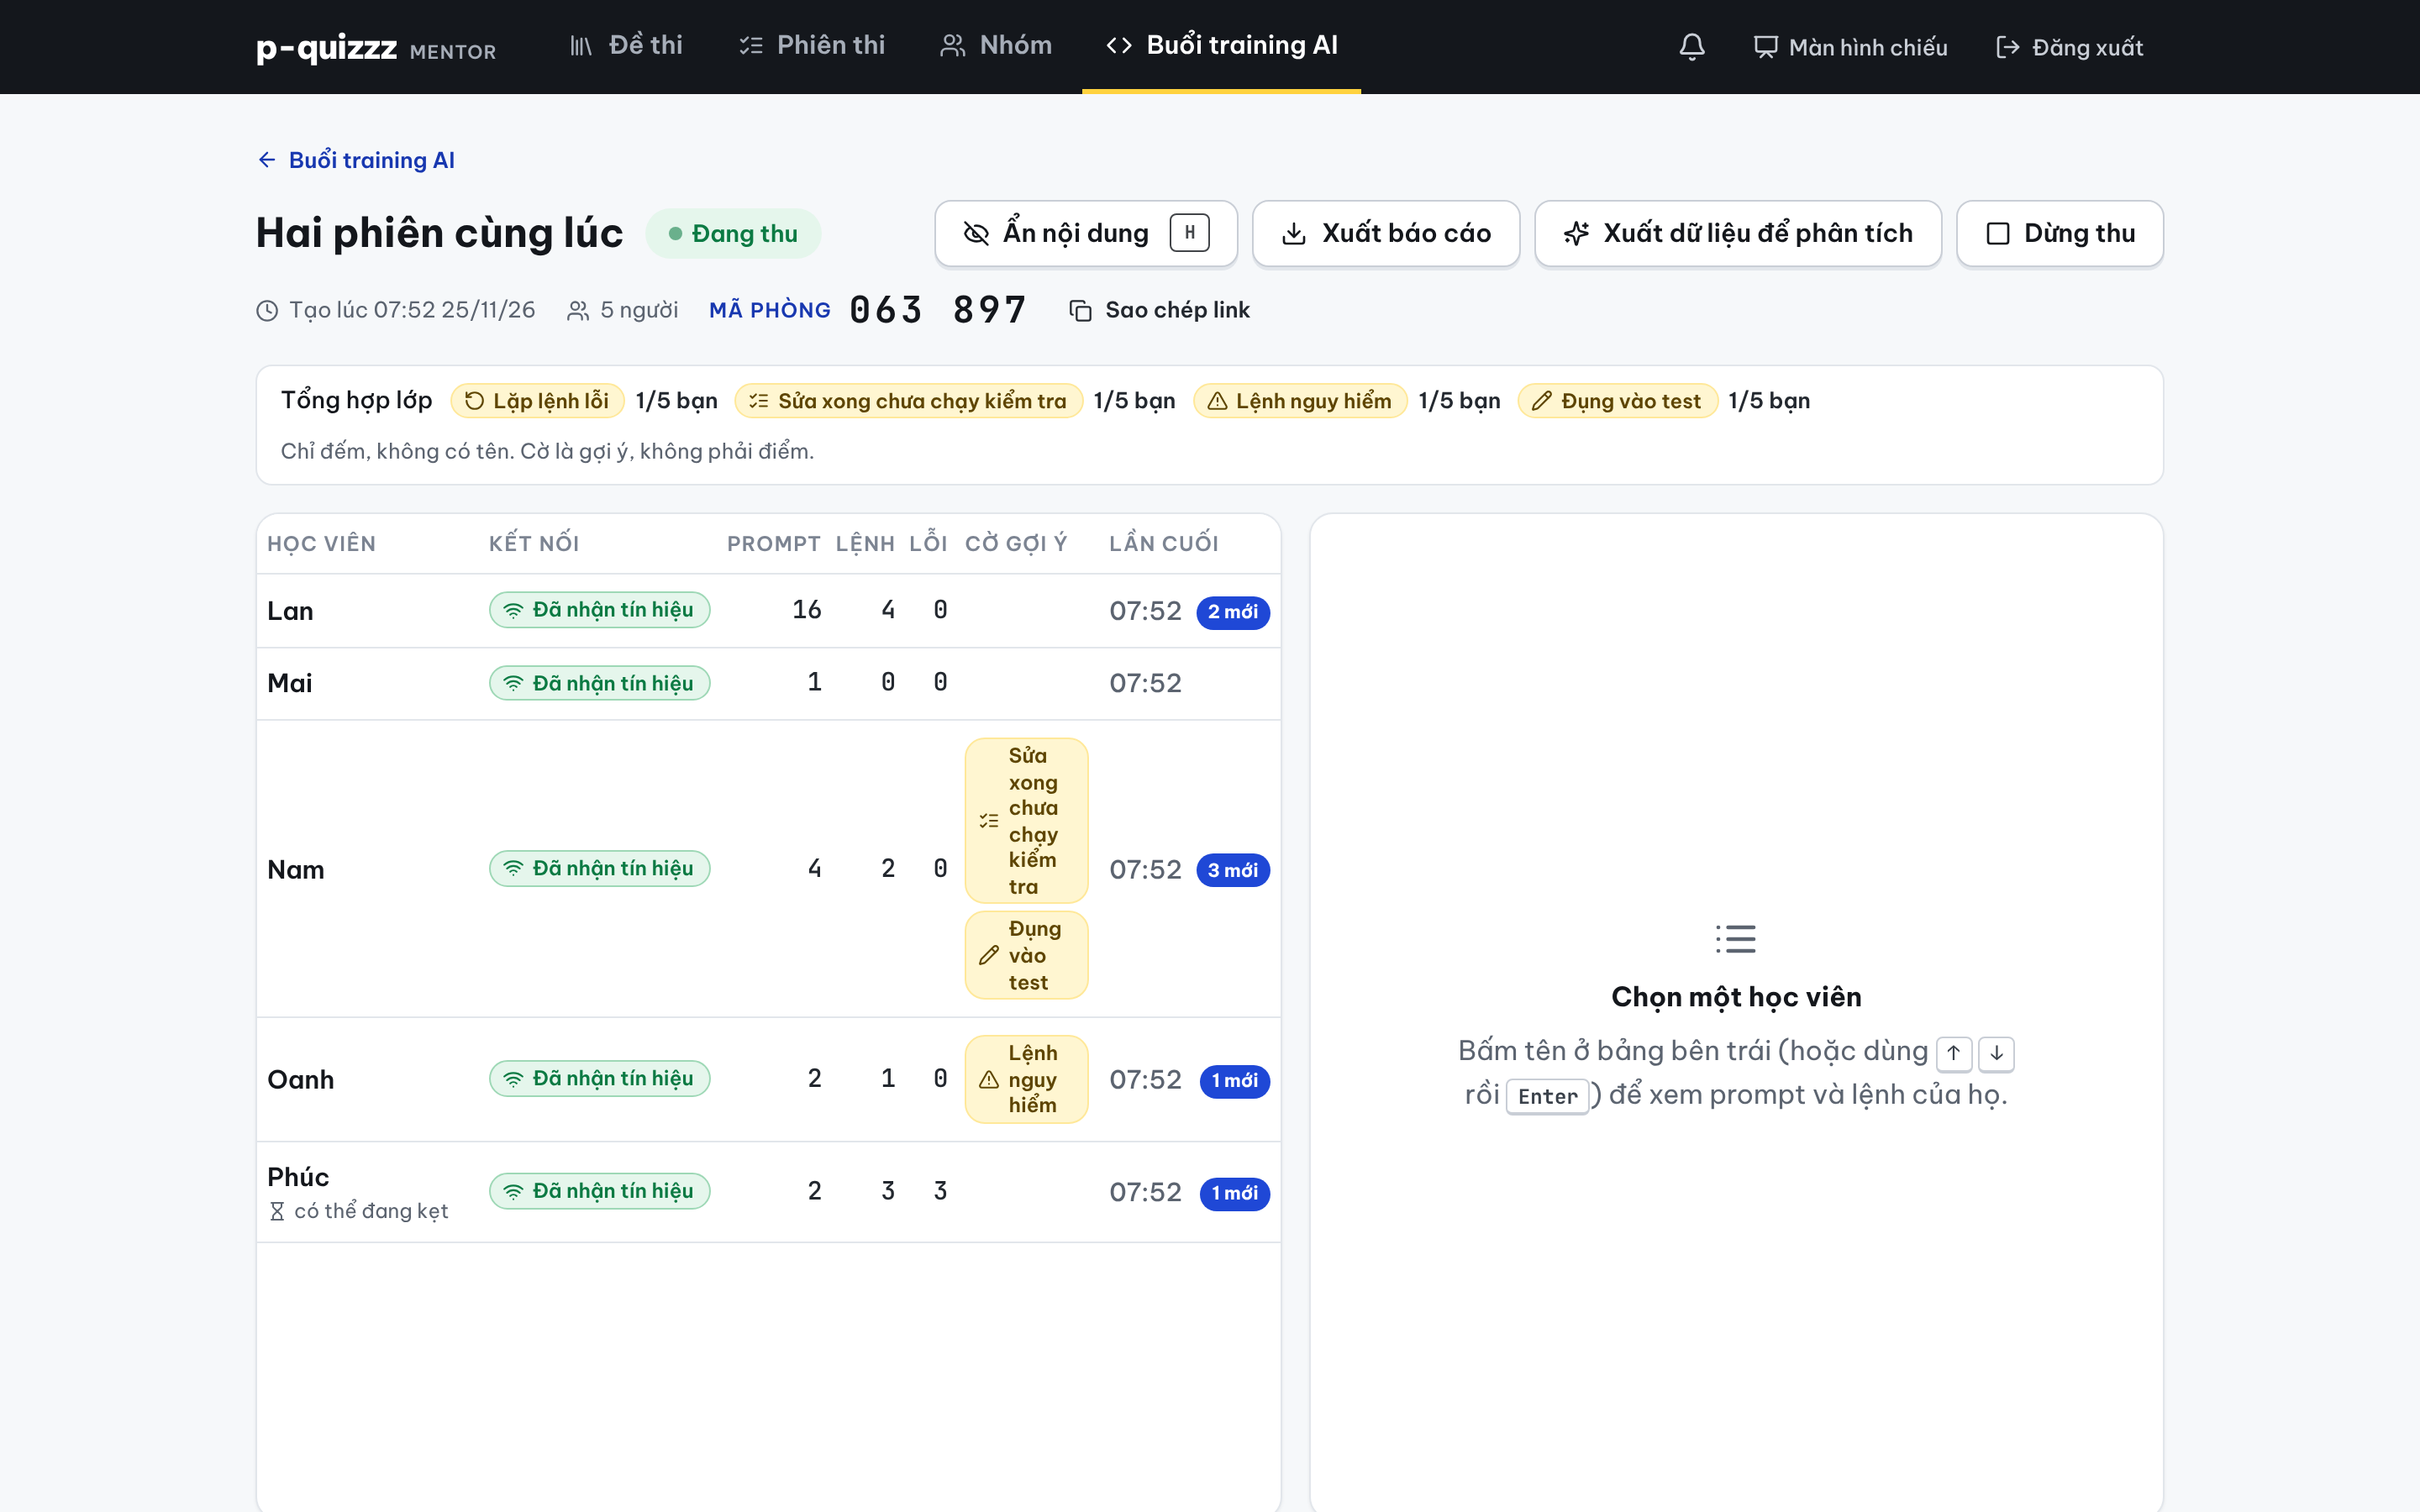 p-quizzz MENTOR Đề thi Phiên thi Nhóm Buổi training AI Màn hình chiếu Đăng xuất
Buổi training AI
Hai phiên cùng lúc Đang thu Ẩn nội dung H Xuất báo cáo Xuất dữ liệu để phân tích Dừng thu
Tạo lúc 07:52 25/11/26 5 người MÃ PHÒNG 063 897 Sao chép link
Tổng hợp lớp Lặp lệnh lỗi 1/5 bạn Sửa xong chưa chạy kiểm tra 1/5 bạn Lệnh nguy hiểm 1/5 bạn Đụng vào test 1/5 bạn
Chỉ đếm, không có tên. Cờ là gợi ý, không phải điểm.
HỌC VIÊN KẾT NỐI PROMPT LỆNH LỖI CỜ GỢI Ý LẦN CUỐI
Lan Đã nhận tín hiệu 16 4 0 07:52 2 mới
Mai Đã nhận tín hiệu 1 0 0 07:52
Nam Đã nhận tín hiệu 4 2 0
Sửa
xong
chưa
chạy
kiểm
tra
Đụng
vào
test
07:52 3 mới
Oanh Đã nhận tín hiệu 2 1 0
Lệnh
nguy
hiểm
07:52 1 mới
Phúc Đã nhận tín hiệu 2 3 3 07:52 1 mới
có thể đang kẹt
Chọn một học viên
Bấm tên ở bảng bên trái (hoặc dùng ↑ ↓
rồi Enter) để xem prompt và lệnh của họ.